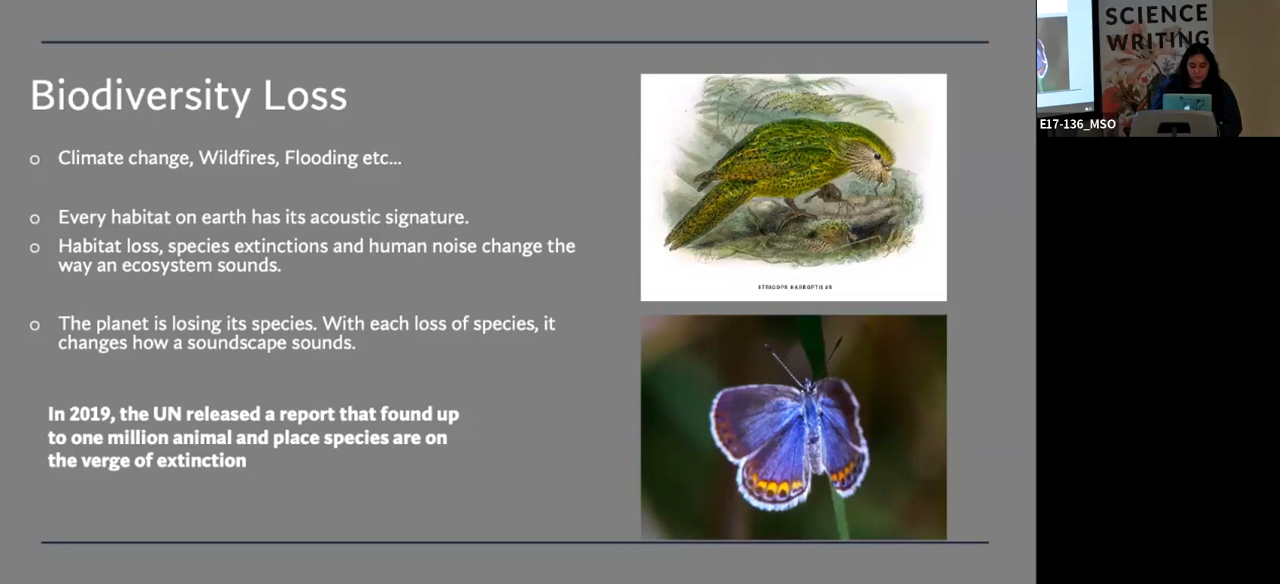 Biodiversity Loss
Climate change, Wildfires, Flooding etc...
Every habitat on earth has its acoustic signature.
Habitat loss, species extinctions and human noise change the
way an ecosystem sounds.
The planet is losing its species. With each loss of species, it
changes how a soundscape sounds.
In 2019, the UN released a report that found up
to one million animal and place species are on
the verge of extinction
SCIENCE
WRITING
E17-136_MSO